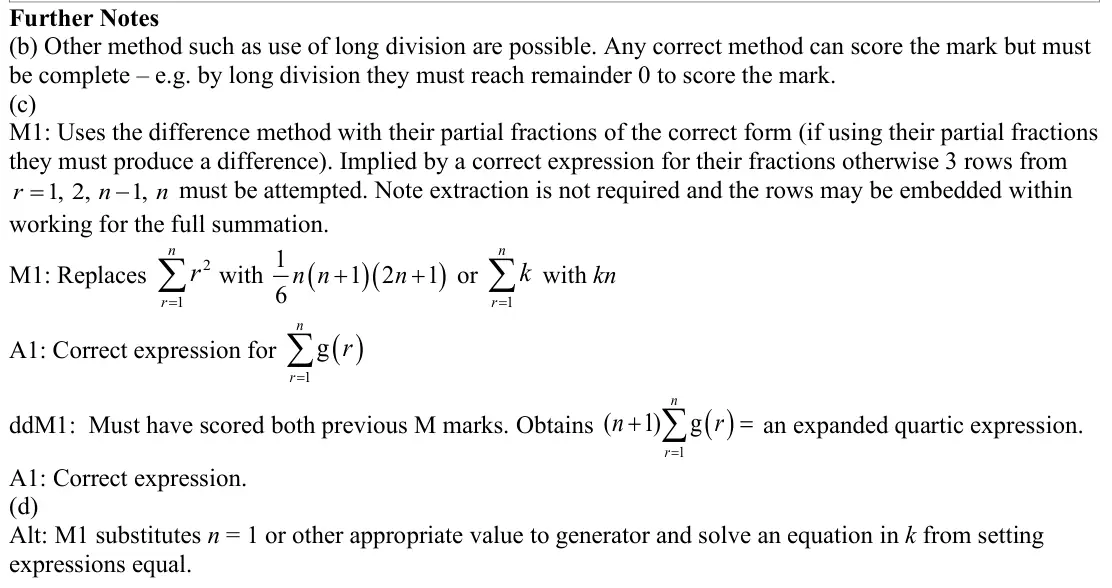 Further Notes
(b) Other method such as use of long division are possible. Any correct method can score the mark but must
be complete – e.g. by long division they must reach remainder 0 to score the mark.
(c)
M1: Uses the difference method with their partial fractions of the correct form (if using their partial fractions
they must produce a difference). Implied by a correct expression for their fractions otherwise 3 rows from
r = 1, 2, n − 1, n must be attempted. Note extraction is not required and the rows may be embedded within
working for the full summation.
M1: Replaces \sum_{r=1}^{n} r^2 with \frac{1}{6}n(n+1)(2n+1) or \sum_{r=1}^{n} k with kn
A1: Correct expression for \sum_{r=1}^{n} g(r)
ddM1: Must have scored both previous M marks. Obtains (n+1)\sum_{r=1}^{n} g(r) = an expanded quartic expression.
A1: Correct expression.
(d)
Alt: M1 substitutes n = 1 or other appropriate value to generator and solve an equation in k from setting
expressions equal.